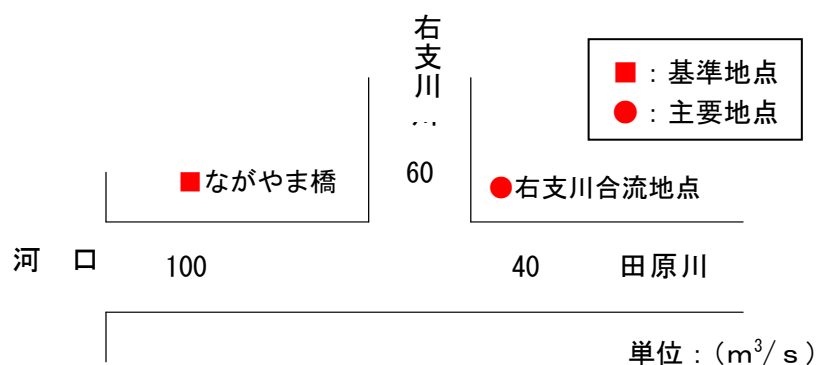 右支川
■：基準地点
●：主要地点
■ながやま橋
60
●右支川合流地点
河　口
100
40
田原川
単位：(m³/ｓ)